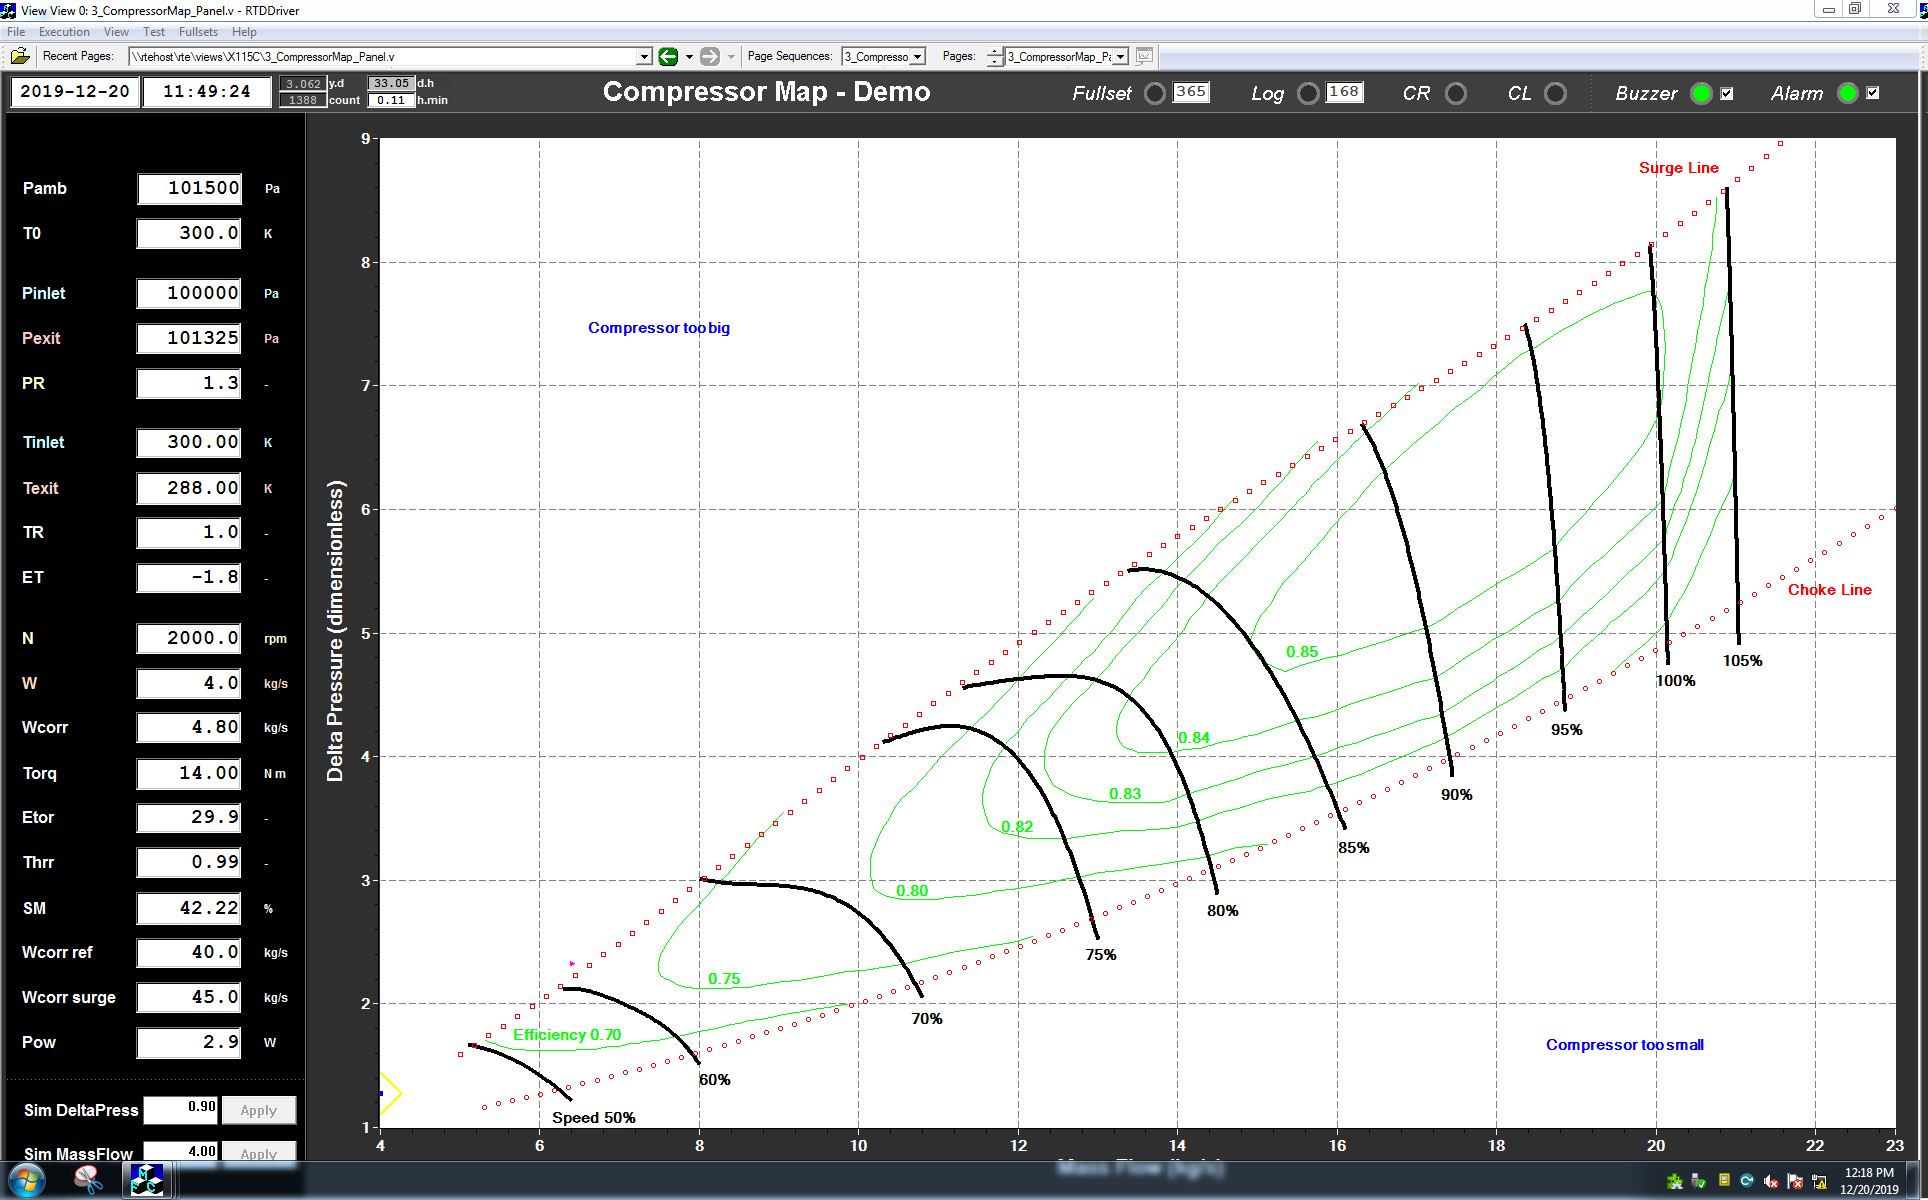 View View 0: 3_CompressorMap_Panel.v - RTDDriver
File Execution View Test Fullsets Help
Recent Pages: \\rtehost\rte\views\X115C\3_CompressorMap_Panel.v Page Sequences: 3_Compresso Pages: 3_CompressorMap_Pa
2019-12-20 11:49:24 3.062 y.d 33.05 d.h
1388 count 0.11 h.min
Compressor Map - Demo Fullset 365 Log 168 CR CL Buzzer Alarm
Pamb 101500 Pa
T0 300.0 K
Pinlet 100000 Pa
Pexit 101325 Pa
PR 1.3 -
Tinlet 300.00 K
Texit 288.00 K
TR 1.0 -
ET -1.8 -
N 2000.0 rpm
W 4.0 kg/s
Wcorr 4.80 kg/s
Torq 14.00 N m
Etor 29.9 -
Thrr 0.99 -
SM 42.22 %
Wcorr ref 40.0 kg/s
Wcorr surge 45.0 kg/s
Pow 2.9 W
Sim DeltaPress 0.90 Apply
Sim MassFlow 4.00 Apply
Delta Pressure (dimensionless)
9
8
7
6
5
4
3
2
1
Surge Line
Compressor too big
Choke Line
0.85
105%
100%
95%
0.84
0.83
90%
0.82
85%
0.80
80%
75%
0.75
70%
Efficiency 0.70
Compressor too small
60%
Speed 50%
4 6 8 10 12 14 16 18 20 22 23
Mass Flow (kg/s)
12:18 PM
12/20/2019